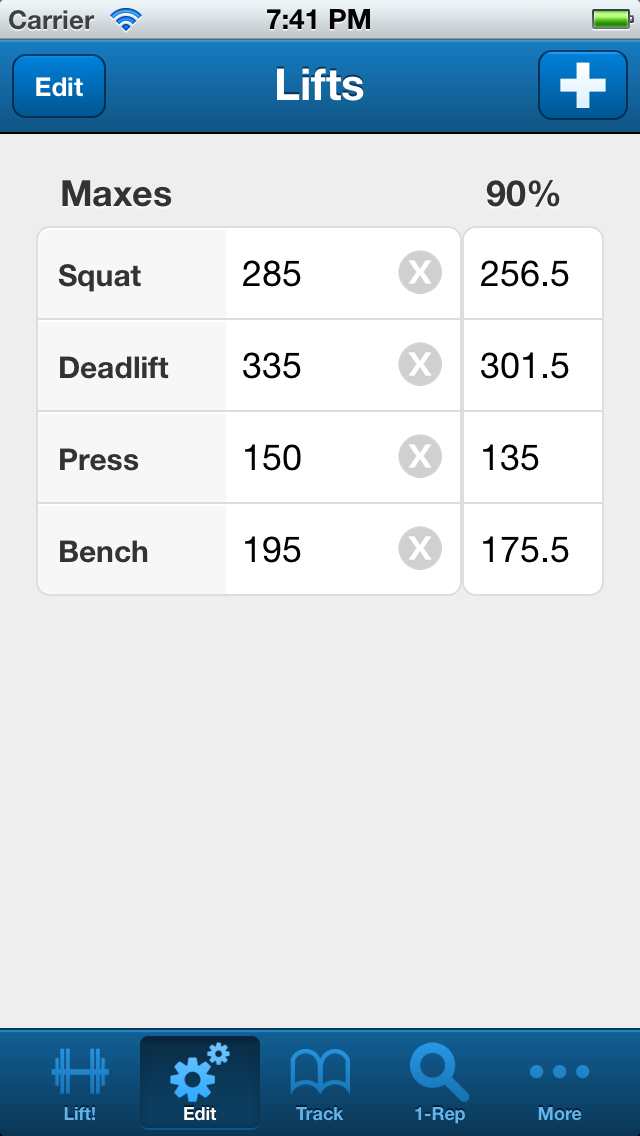 Carrier 7:41 PM
Edit Lifts
Maxes 90%
Squat 285 X 256.5
Deadlift 335 X 301.5
Press 150 X 135
Bench 195 X 175.5
Lift! Edit Track 1-Rep More